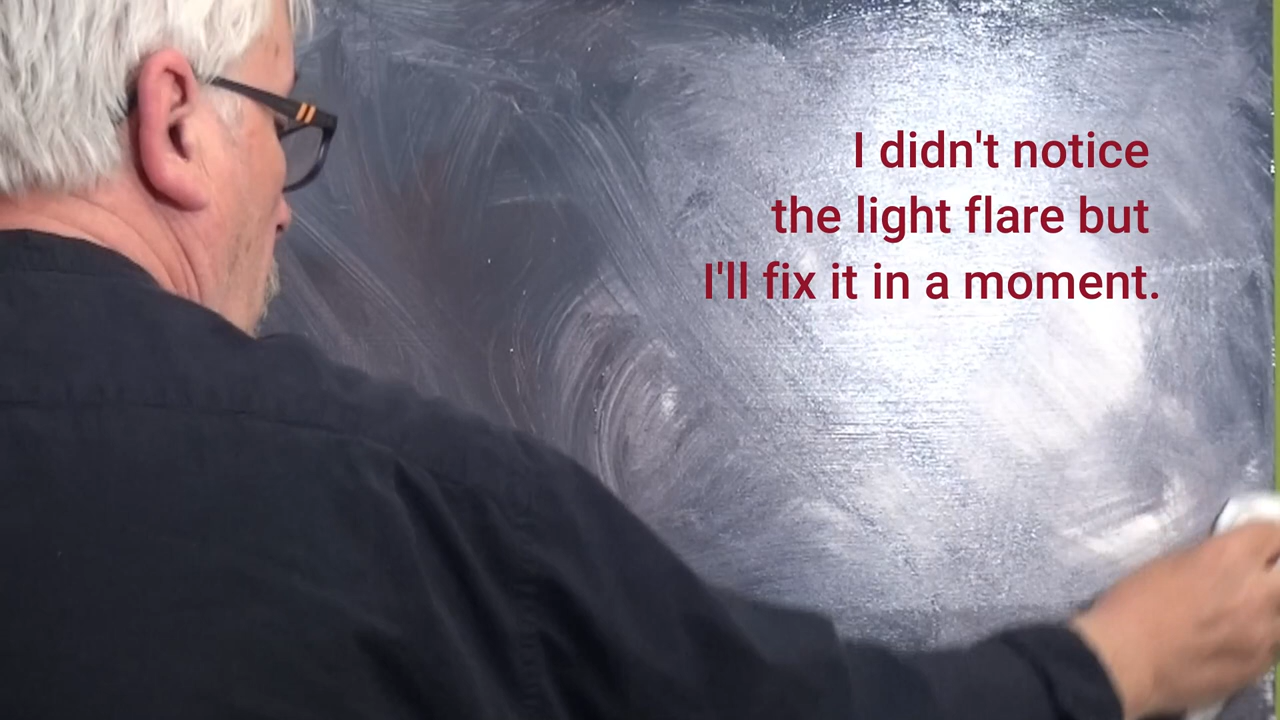 I didn't notice
the light flare but
I'll fix it in a moment.